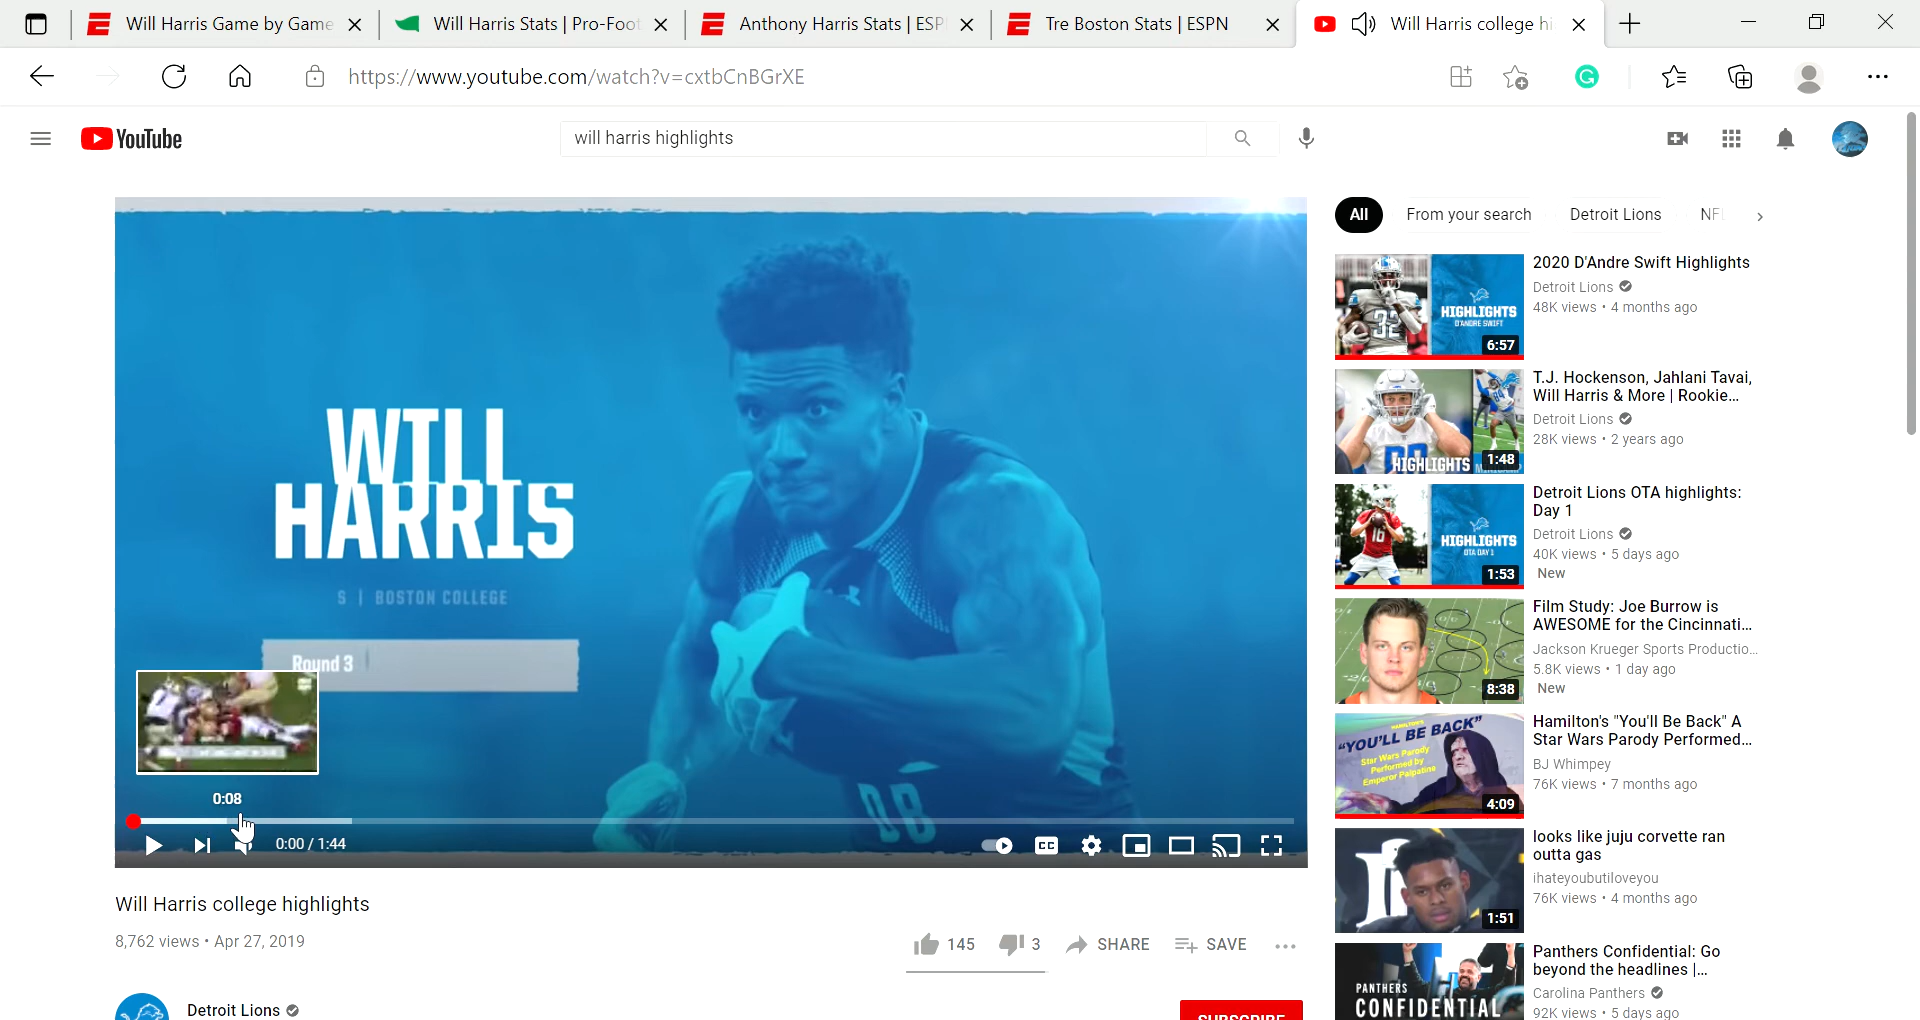 Will Harris Game by Game
Will Harris Stats | Pro-Foot
Anthony Harris Stats | ESP
Tre Boston Stats | ESPN
Will Harris college hi
https://www.youtube.com/watch?v=cxtbCnBGrXE
YouTube
will harris highlights
WILL
HARRIS
S | BOSTON COLLEGE
Round 3
DB
0:08
0:00 / 1:44
CC
Will Harris college highlights
8,762 views • Apr 27, 2019
145
3
SHARE
SAVE
Detroit Lions
SUBSCRIBE
All
From your search
Detroit Lions
NF
32
HIGHLIGHTS
D'ANDRE SWIFT
6:57
2020 D'Andre Swift Highlights
Detroit Lions
48K views • 4 months ago
HIGHLIGHTS
1:48
T.J. Hockenson, Jahlani Tavai,
Will Harris & More | Rookie...
Detroit Lions
28K views • 2 years ago
16
HIGHLIGHTS
OTA DAY 1
1:53
Detroit Lions OTA highlights:
Day 1
Detroit Lions
40K views • 5 days ago
New
8:38
Film Study: Joe Burrow is
AWESOME for the Cincinnati...
Jackson Krueger Sports Productio...
5.8K views • 1 day ago
New
HAMILTON'S
"YOU'LL BE BACK"
Star Wars Parody
Performed by
Emperor Palpatine
4:09
Hamilton's "You'll Be Back" A
Star Wars Parody Performed...
BJ Whimpey
76K views • 7 months ago
1:51
looks like juju corvette ran
outta gas
ihateyoubutiloveyou
76K views • 4 months ago
PANTHERS
CONFIDENTIAL
Panthers Confidential: Go
beyond the headlines |...
Carolina Panthers
92K views • 5 days ago